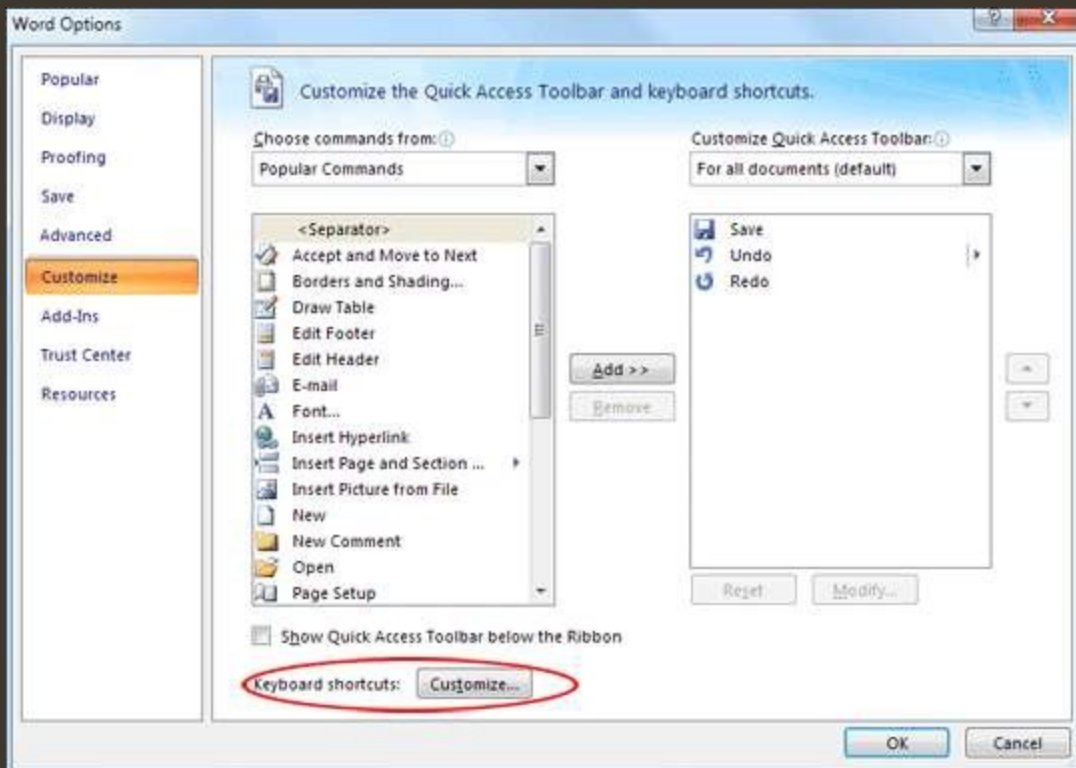 Word Options
Popular
Display
Proofing
Save
Advanced
Customize
Add-Ins
Trust Center
Resources
Customize the Quick Access Toolbar and keyboard shortcuts.
Choose commands from:
Popular Commands
<Separator>
Accept and Move to Next
Borders and Shading...
Draw Table
Edit Footer
Edit Header
E-mail
Font...
Insert Hyperlink
Insert Page and Section ...
Insert Picture from File
New
New Comment
Open
Page Setup
Show Quick Access Toolbar below the Ribbon
Keyboard shortcuts: Customize...
Add >>
Remove
Customize Quick Access Toolbar:
For all documents (default)
Save
Undo
Redo
Reset Modify...
OK Cancel